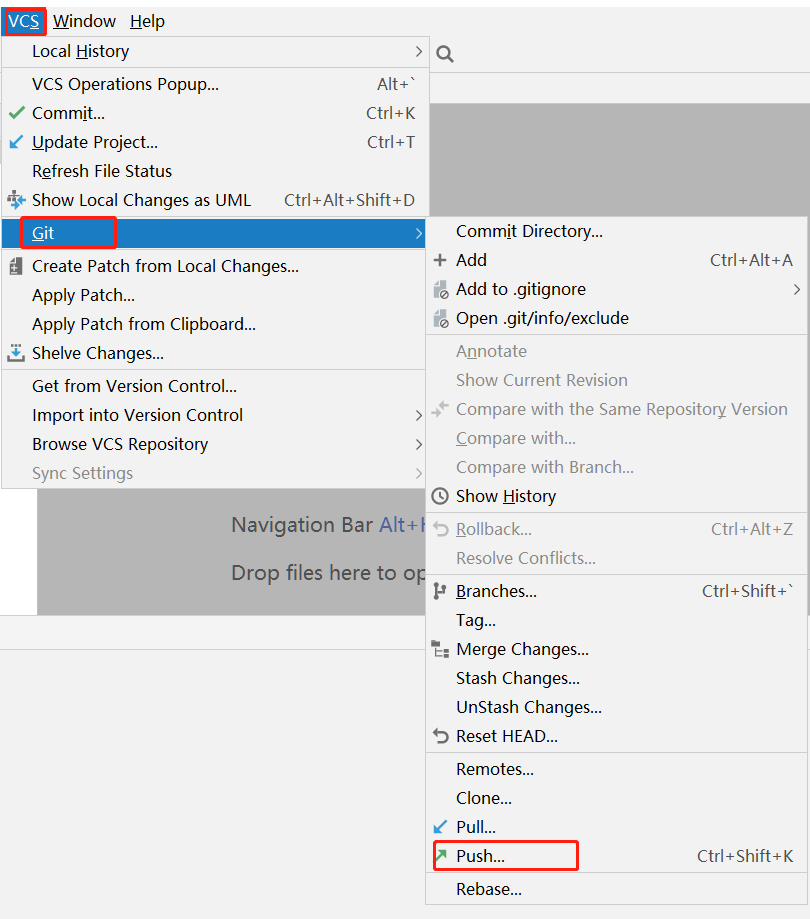 VCS Window Help
Local History
VCS Operations Popup... Alt+`
Commit... Ctrl+K
Update Project... Ctrl+T
Refresh File Status
Show Local Changes as UML Ctrl+Alt+Shift+D
Git
Create Patch from Local Changes...
Apply Patch...
Apply Patch from Clipboard...
Shelve Changes...
Get from Version Control...
Import into Version Control
Browse VCS Repository
Sync Settings
Navigation Bar Alt+
Drop files here to op
Commit Directory...
Add Ctrl+Alt+A
Add to .gitignore
Open .git/info/exclude
Annotate
Show Current Revision
Compare with the Same Repository Version
Compare with...
Compare with Branch...
Show History
Rollback... Ctrl+Alt+Z
Resolve Conflicts...
Branches... Ctrl+Shift+`
Tag...
Merge Changes...
Stash Changes...
UnStash Changes...
Reset HEAD...
Remotes...
Clone...
Pull...
Push... Ctrl+Shift+K
Rebase...